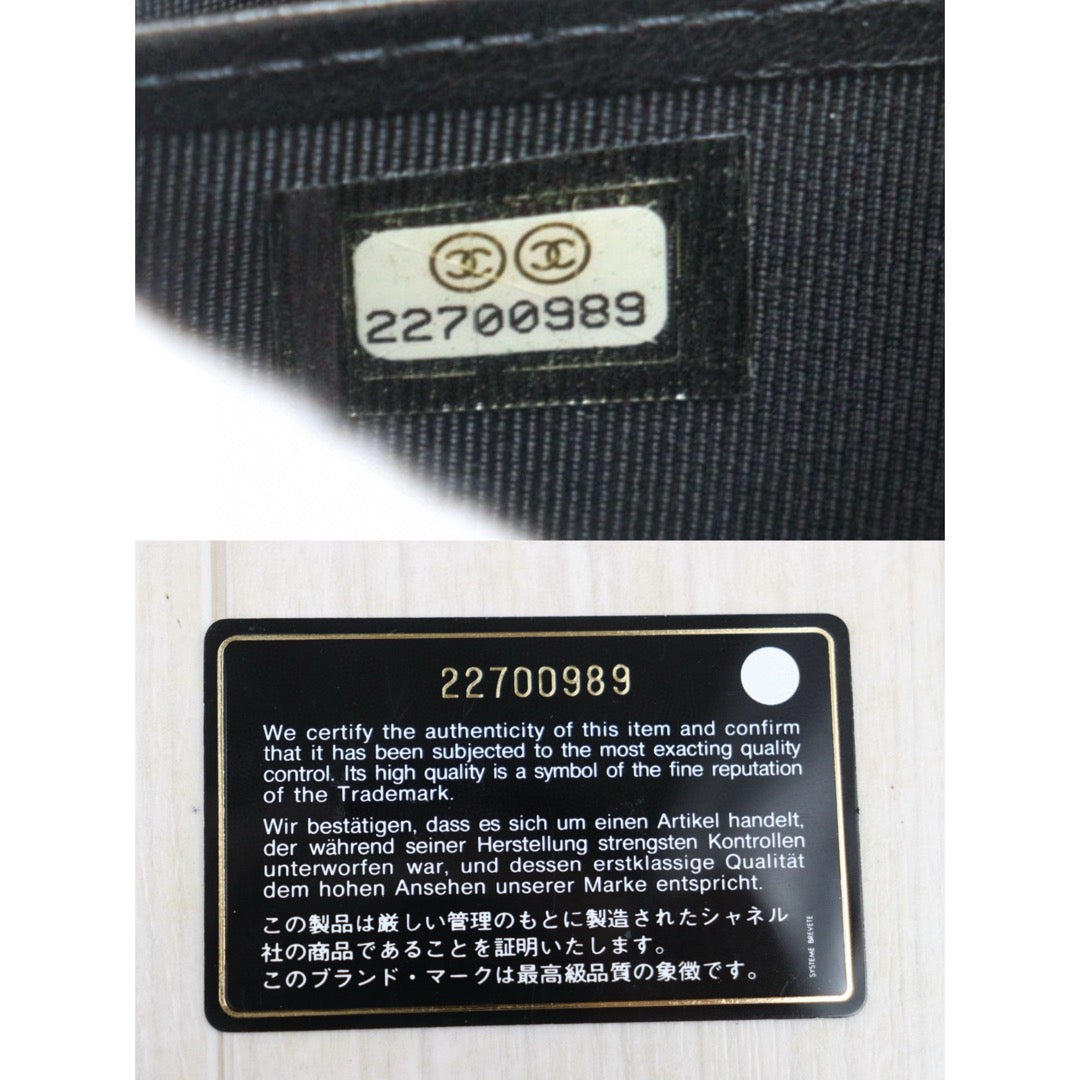 22700989
22700989
We certify the authenticity of this item and confirm
that it has been subjected to the most exacting quality
control. Its high quality is a symbol of the fine reputation
of the Trademark.
Wir bestätigen, dass es sich um einen Artikel handelt,
der während seiner Herstellung strengsten Kontrollen
unterworfen war, und dessen erstklassige Qualität
dem hohen Ansehen unserer Marke entspricht.
この製品は厳しい管理のもとに製造されたシャネル
社の商品であることを証明いたします。
このブランド・マークは最高級品質の象徴です。
SYSTEME BREVETE